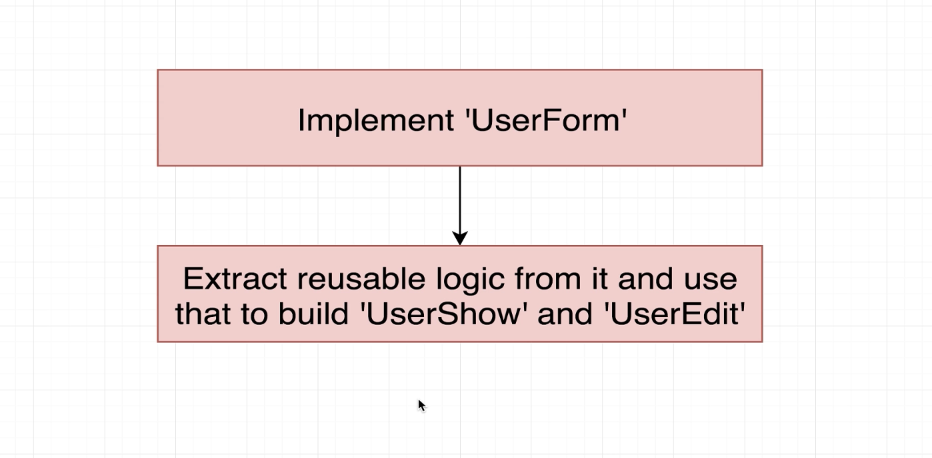 Implement 'UserForm'
Extract reusable logic from it and use
that to build 'UserShow' and 'UserEdit'